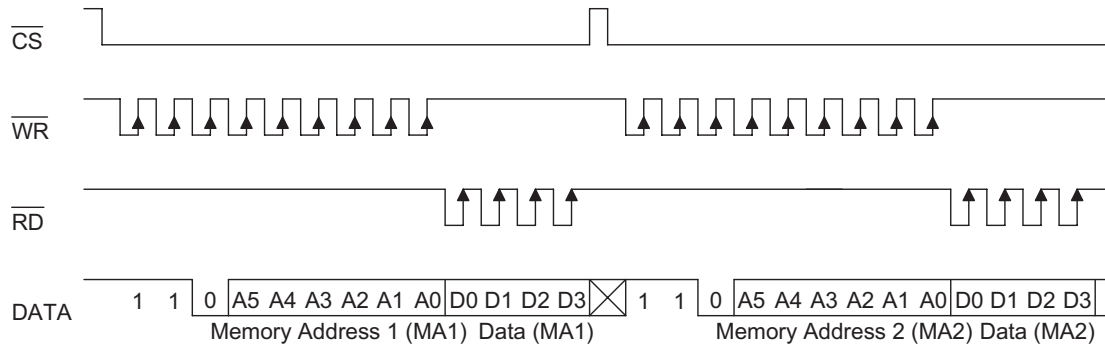 CS
WR
RD
DATA 1 1 0 A5 A4 A3 A2 A1 A0 D0 D1 D2 D3 1 1 0 A5 A4 A3 A2 A1 A0 D0 D1 D2 D3
Memory Address 1 (MA1) Data (MA1) Memory Address 2 (MA2) Data (MA2)